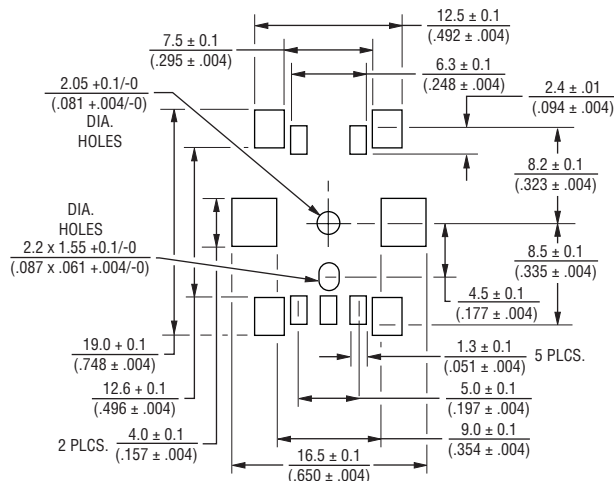 12.5 ± 0.1
(.492 ± .004)
7.5 ± 0.1
(.295 ± .004)
6.3 ± 0.1
(.248 ± .004)
2.05 +0.1/-0
(.081 +.004/-0)
DIA.
HOLES
2.4 ± .01
(.094 ± .004)
8.2 ± 0.1
(.323 ± .004)
DIA.
HOLES
2.2 x 1.55 +0.1/-0
(.087 x .061 +.004/-0)
8.5 ± 0.1
(.335 ± .004)
4.5 ± 0.1
(.177 ± .004)
19.0 + 0.1
(.748 ± .004)
1.3 ± 0.1
(.051 ± .004)
5 PLCS.
12.6 + 0.1
(.496 ± .004)
5.0 ± 0.1
(.197 ± .004)
2 PLCS.
4.0 ± 0.1
(.157 ± .004)
9.0 ± 0.1
(.354 ± .004)
16.5 ± 0.1
(.650 ± .004)